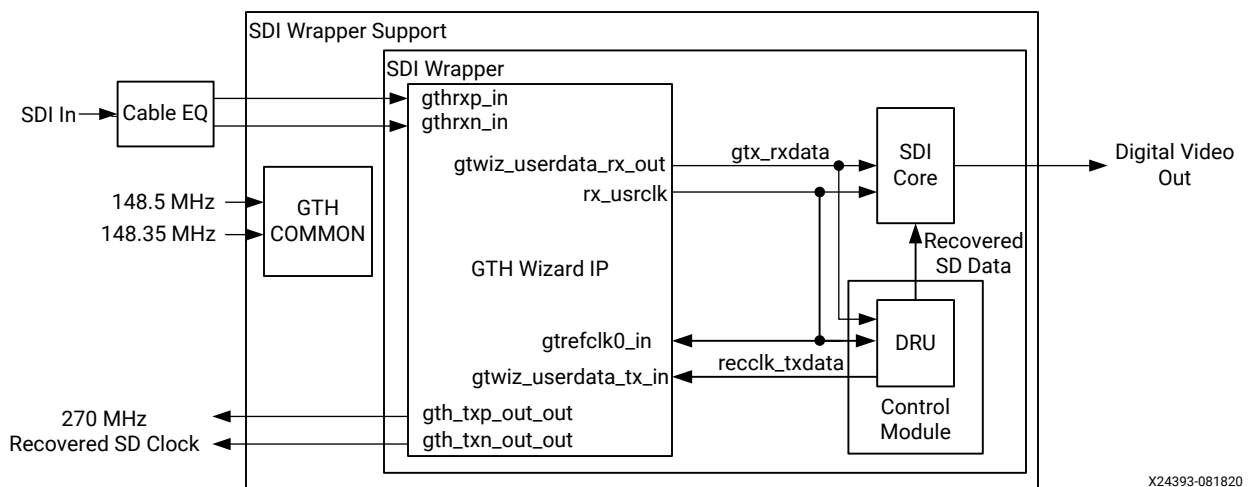 SDI Wrapper Support
SDI Wrapper
SDI In
Cable EQ
gthrxp_in
gthrxn_in
gtwiz_userdata_rx_out
rx_usrclk
gtx_rxdata
SDI
Core
Digital Video
Out
148.5 MHz
148.35 MHz
GTH
COMMON
GTH Wizard IP
Recovered
SD Data
gtrefclk0_in
gtwiz_userdata_tx_in
recclk_txdata
DRU
Control
Module
gth_txp_out_out
gth_txn_out_out
270 MHz
Recovered SD Clock
X24393-081820